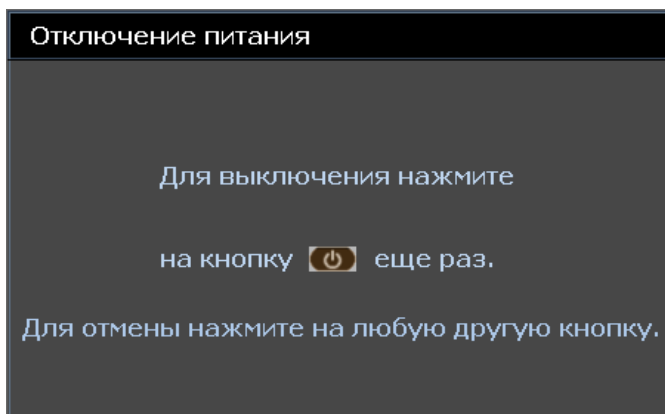 Отключение питания
Для выключения нажмите
на кнопку еще раз.
Для отмены нажмите на любую другую кнопку.